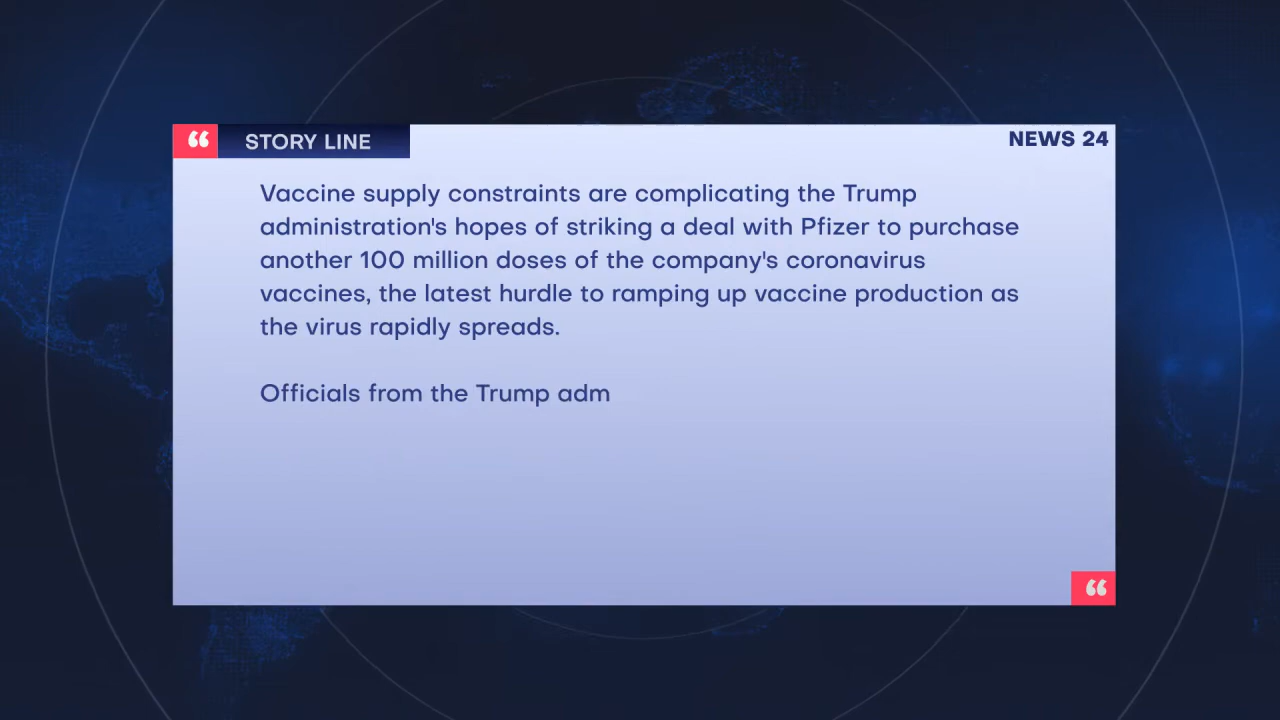 STORY LINE
NEWS 24
Vaccine supply constraints are complicating the Trump
administration's hopes of striking a deal with Pfizer to purchase
another 100 million doses of the company's coronavirus
vaccines, the latest hurdle to ramping up vaccine production as
the virus rapidly spreads.
Officials from the Trump adm